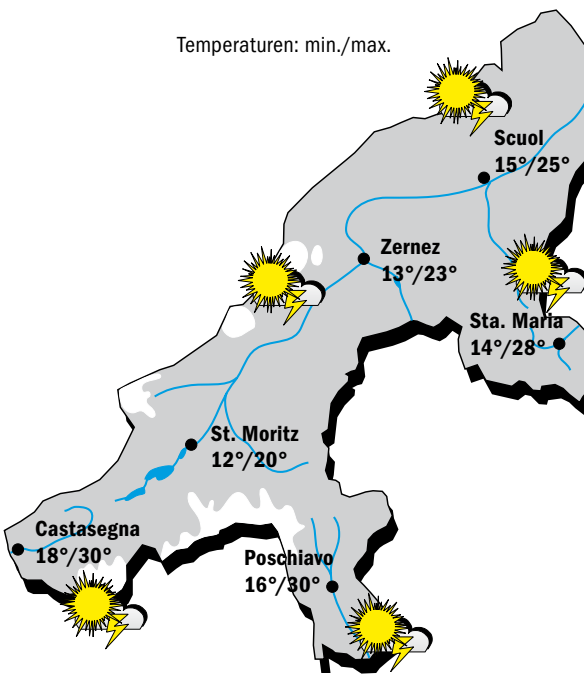 Temperaturen: min./max.
Scuol
15°/25°
Zernez
13°/23°
Sta. Maria
14°/28°
St. Moritz
12°/20°
Castasegna
18°/30°
Poschiavo
16°/30°